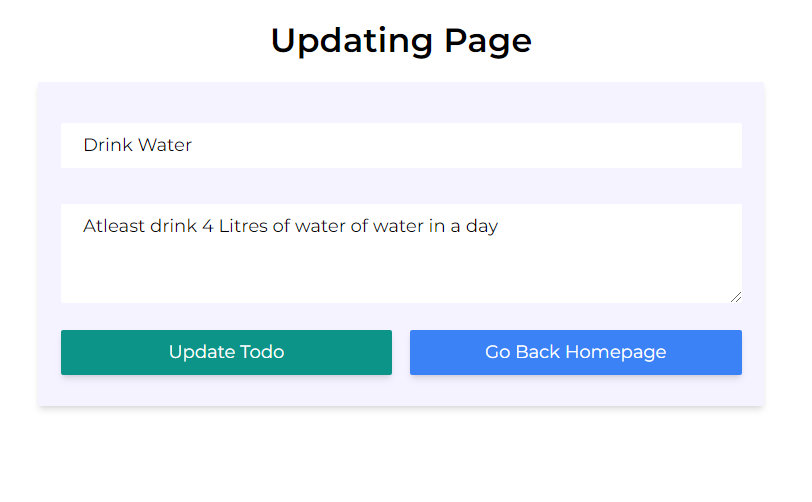 Updating Page
Drink Water
Atleast drink 4 Litres of water of water in a day
Update Todo
Go Back Homepage